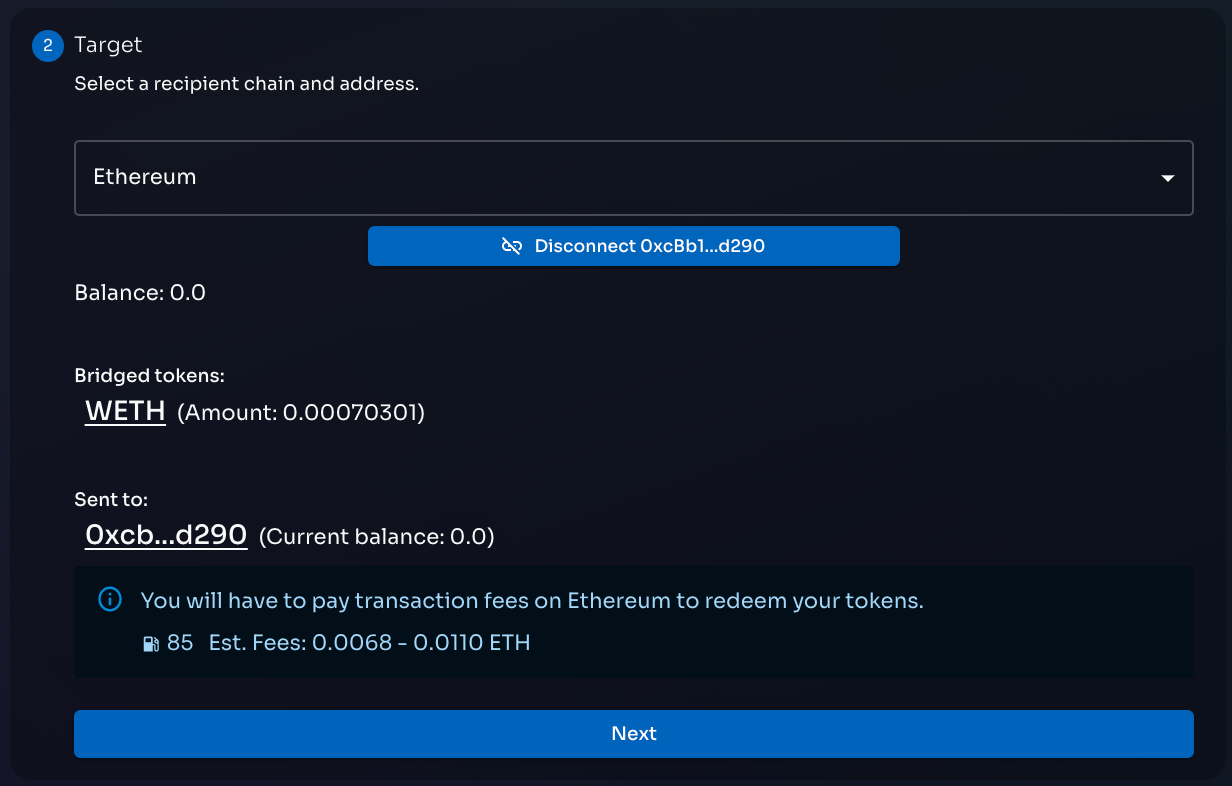 2 Target
Select a recipient chain and address.
Ethereum
Disconnect 0xcBb1...d290
Balance: 0.0
Bridged tokens:
WETH (Amount: 0.00070301)
Sent to:
0xcb...d290 (Current balance: 0.0)
You will have to pay transaction fees on Ethereum to redeem your tokens.
85 Est. Fees: 0.0068 - 0.0110 ETH
Next